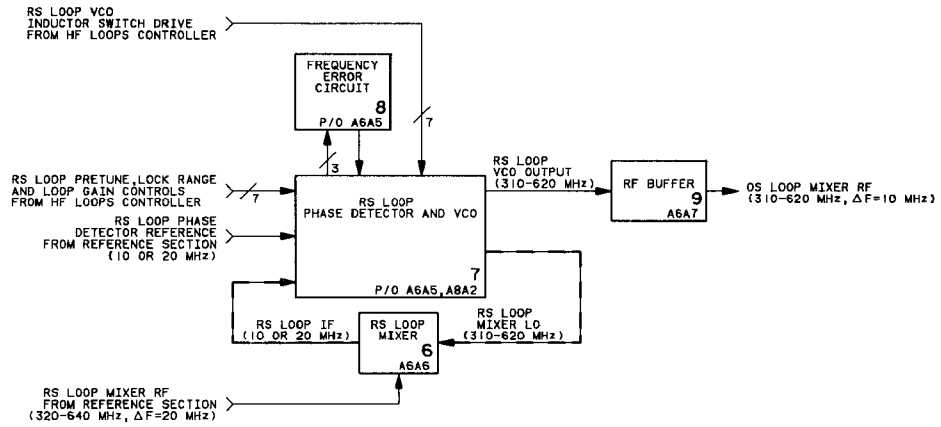 RS LOOP VCO
INDUCTOR SWITCH DRIVE
FROM HF LOOPS CONTROLLER
FREQUENCY
ERROR
CIRCUIT
8
P/O A6A5
7
3
RS LOOP PRETUNE,LOCK RANGE
AND LOOP GAIN CONTROLS
FROM HF LOOPS CONTROLLER
7
RS LOOP PHASE
DETECTOR REFERENCE
FROM REFERENCE SECTION
(10 OR 20 MHz)
RS LOOP
PHASE DETECTOR AND VCO
7
P/O A6A5,A8A2
RS LOOP
VCO OUTPUT
(310-620 MHz)
RF BUFFER
9
A6A7
OS LOOP MIXER RF
(310-620 MHz, ΔF=10 MHz)
RS LOOP IF
(10 OR 20 MHz)
RS LOOP
MIXER
6
A6A6
RS LOOP
MIXER LO
(310-620 MHz)
RS LOOP MIXER RF
FROM REFERENCE SECTION
(320-640 MHz, ΔF=20 MHz)